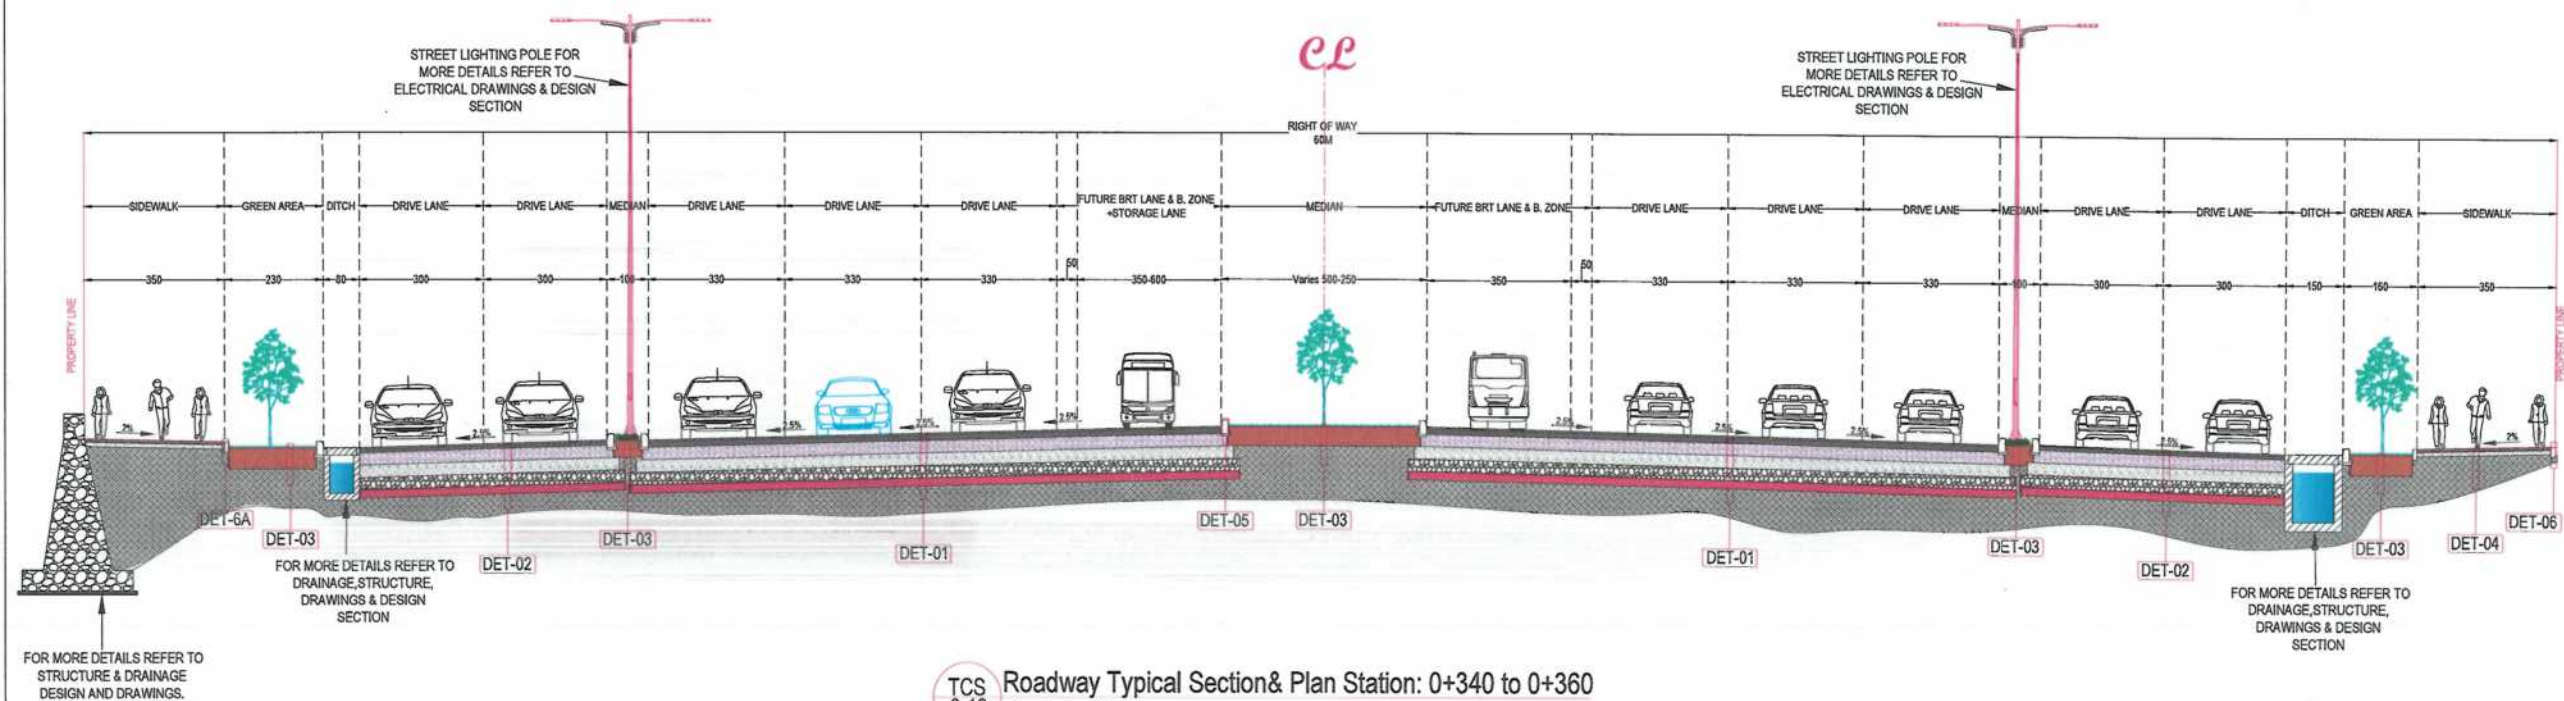 CL
STREET LIGHTING POLE FOR
MORE DETAILS REFER TO
ELECTRICAL DRAWINGS & DESIGN
SECTION
STREET LIGHTING POLE FOR
MORE DETAILS REFER TO
ELECTRICAL DRAWINGS & DESIGN
SECTION
RIGHT OF WAY
60M
SIDEWALK GREEN AREA DITCH DRIVE LANE DRIVE LANE MEDIAN DRIVE LANE DRIVE LANE DRIVE LANE FUTURE BRT LANE & B. ZONE
+STORAGE LANE
MEDIAN FUTURE BRT LANE & B. ZONE DRIVE LANE DRIVE LANE DRIVE LANE MEDIAN DRIVE LANE DRIVE LANE DITCH GREEN AREA SIDEWALK
350 230 80 300 300 100 330 330 330 50 350-600 Varies 500-250 350 50 330 330 330 100 300 300 150 160 350
PROPERTY LINE
PROPERTY LINE
2% 2.5% 2.5% 2.5% 2.5% 2.5% 2.5% 2.5% 2.5% 2%
DET-6A
DET-03
DET-02
DET-03
DET-01
DET-05
DET-03
DET-01
DET-03
DET-02
DET-03
DET-04
DET-06
FOR MORE DETAILS REFER TO
DRAINAGE,STRUCTURE,
DRAWINGS & DESIGN
SECTION
FOR MORE DETAILS REFER TO
DRAINAGE,STRUCTURE,
DRAWINGS & DESIGN
SECTION
FOR MORE DETAILS REFER TO
STRUCTURE & DRAINAGE
DESIGN AND DRAWINGS.
TCS
Roadway Typical Section& Plan Station: 0+340 to 0+360